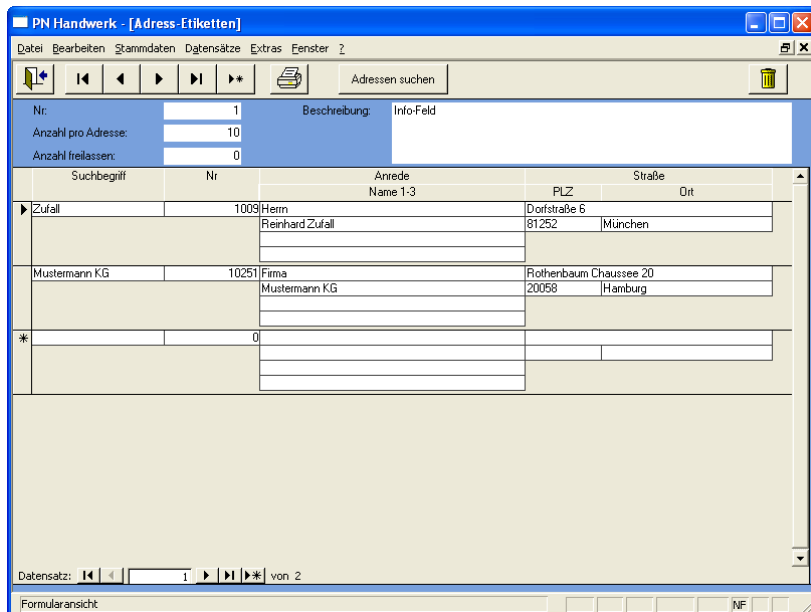 PN Handwerk - [Adress-Etiketten]
Datei Bearbeiten Stammdaten Datensätze Extras Fenster ?
Adressen suchen
Nr: 1 Beschreibung: Info-Feld
Anzahl pro Adresse: 10
Anzahl freilassen: 0
Suchbegriff Nr Anrede Straße
Name 1-3 PLZ Ort
Zufall 1009 Herrn Dorfstraße 6
Reinhard Zufall 81252 München
Mustermann KG 10251 Firma Rothenbaum Chaussee 20
Mustermann KG 20058 Hamburg
0
Datensatz: 1 von 2
Formularansicht NF